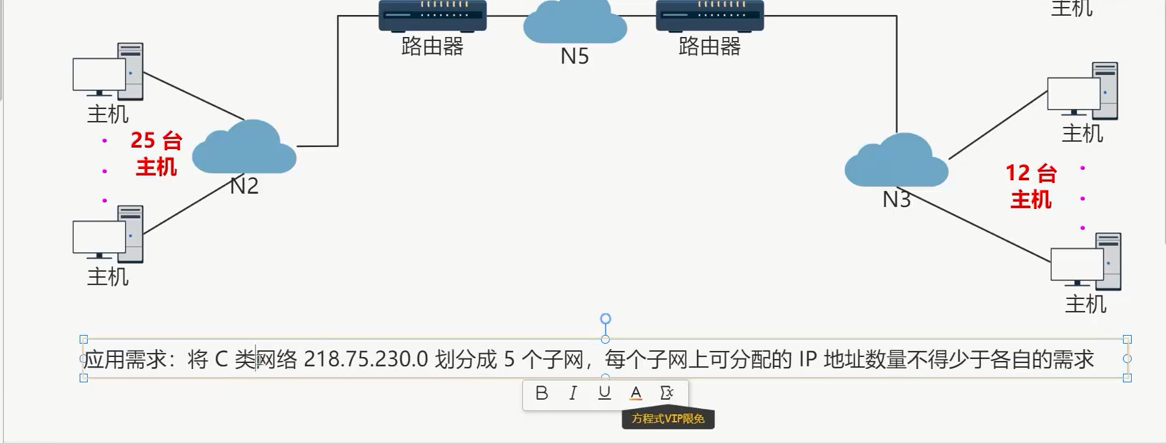 主机
路由器
N5
路由器
主机
25 台
主机
N2
主机
主机
12 台
主机
N3
主机
应用需求：将 C 类网络 218.75.230.0 划分成 5 个子网，每个子网上可分配的 IP 地址数量不得少于各自的需求
B I U A
方程式VIP限免